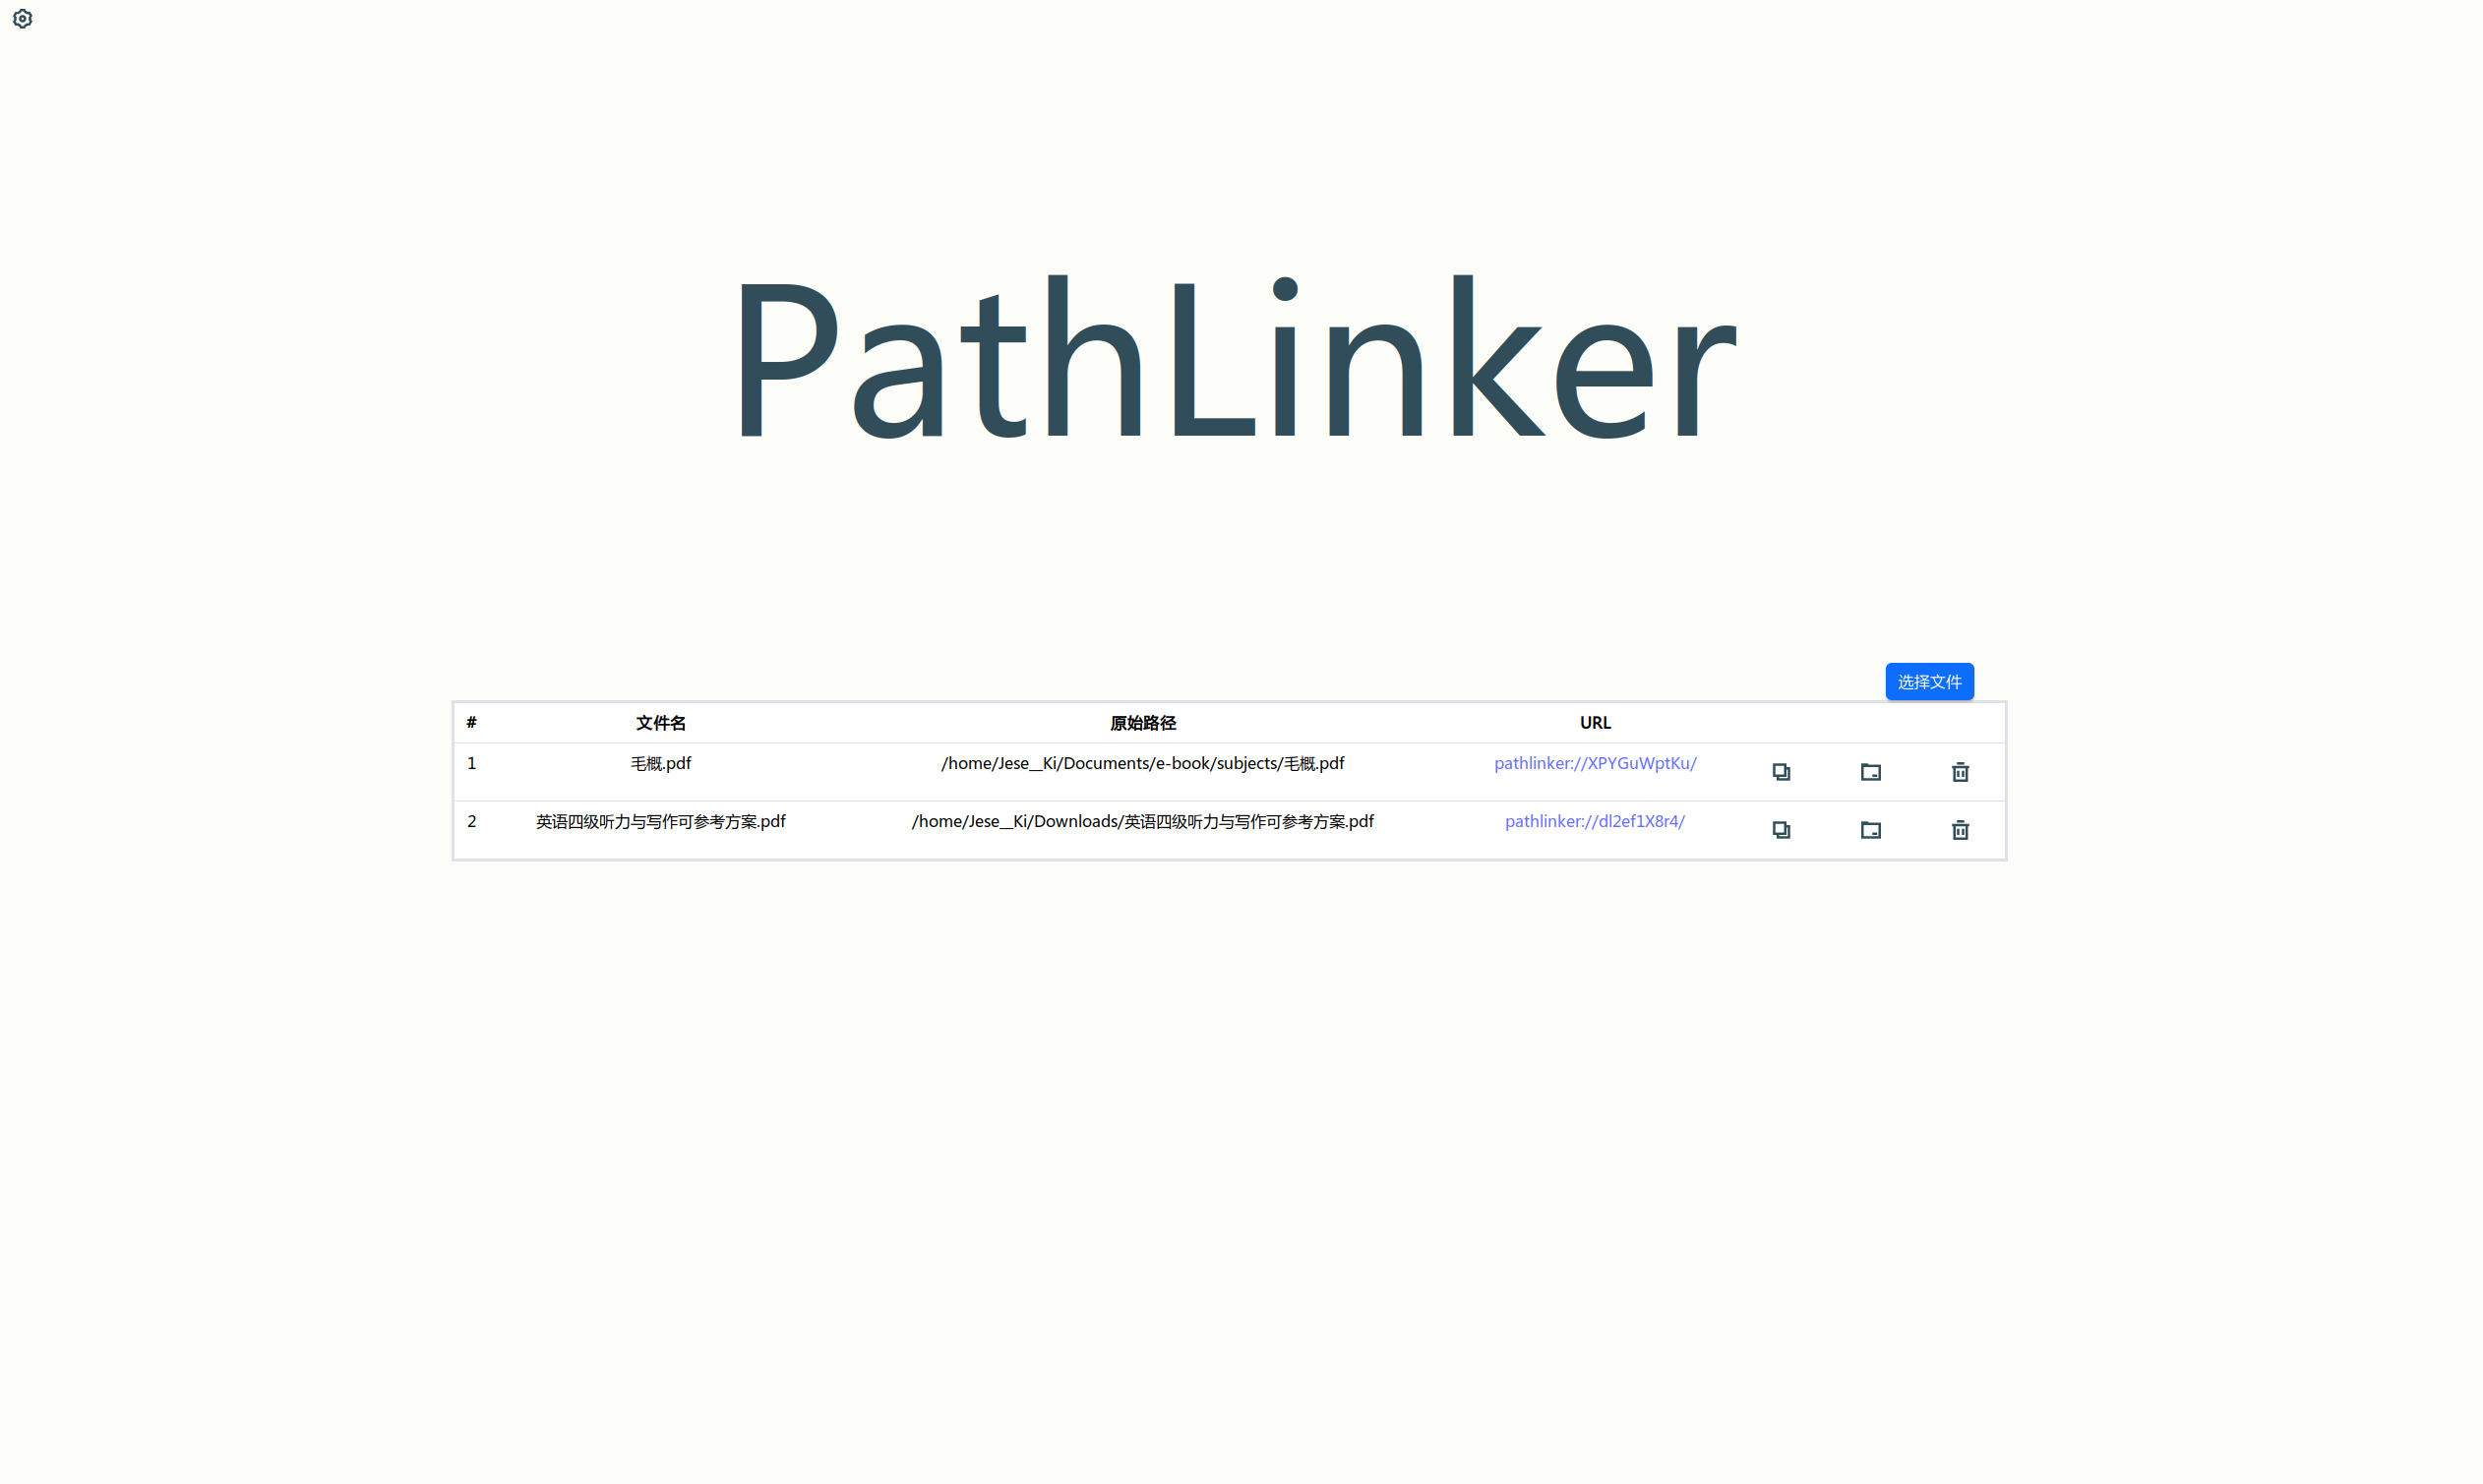 PathLinker
选择文件
# 文件名 原始路径 URL
1 毛概.pdf /home/Jese__Ki/Documents/e-book/subjects/毛概.pdf pathlinker://XPYGuWptKu/
2 英语四级听力与写作可参考方案.pdf /home/Jese__Ki/Downloads/英语四级听力与写作可参考方案.pdf pathlinker://dl2ef1X8r4/